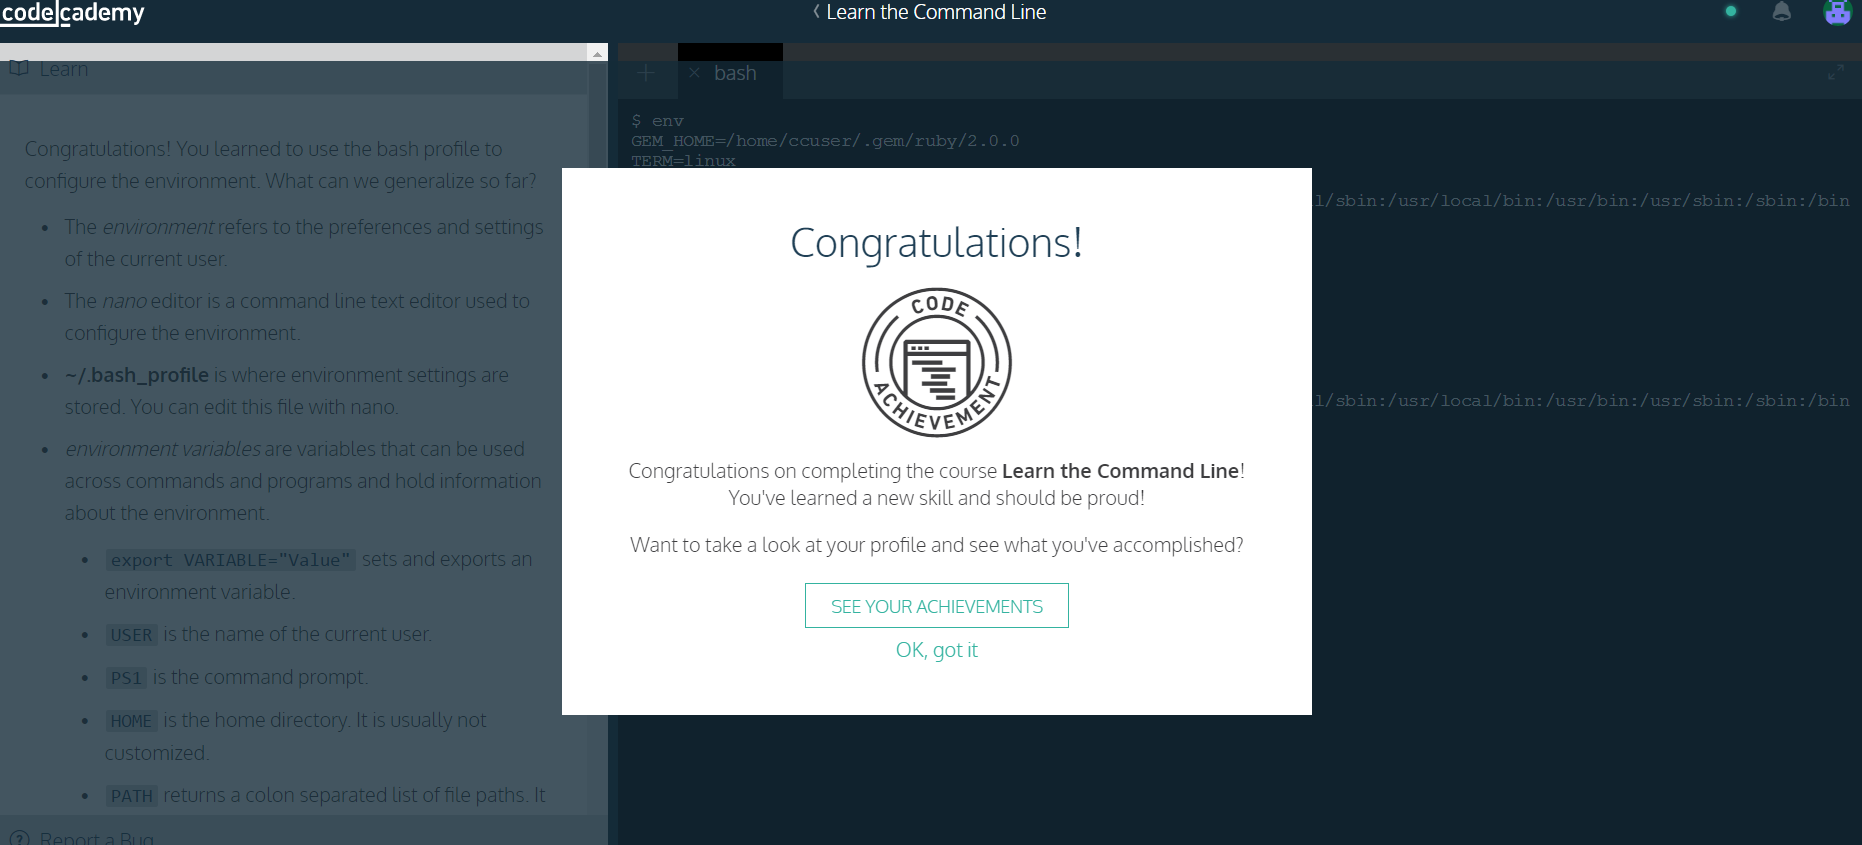 codecademy
Learn the Command Line
Learn
bash
Congratulations! You learned to use the bash profile to
configure the environment. What can we generalize so far?
• The environment refers to the preferences and settings
of the current user.
• The nano editor is a command line text editor used to
configure the environment.
• ~/.bash_profile is where environment settings are
stored. You can edit this file with nano.
• environment variables are variables that can be used
across commands and programs and hold information
about the environment.
• export VARIABLE="Value" sets and exports an
environment variable.
• USER is the name of the current user.
• PS1 is the command prompt.
• HOME is the home directory. It is usually not
customized.
• PATH returns a colon separated list of file paths. It
Report a Bug
$ env
GEM_HOME=/home/ccuser/.gem/ruby/2.0.0
TERM=linux
l/sbin:/usr/local/bin:/usr/bin:/usr/sbin:/sbin:/bin
l/sbin:/usr/local/bin:/usr/bin:/usr/sbin:/sbin:/bin
Congratulations!
CODE
ACHIEVEMENT
Congratulations on completing the course Learn the Command Line!
You've learned a new skill and should be proud!
Want to take a look at your profile and see what you've accomplished?
SEE YOUR ACHIEVEMENTS
OK, got it